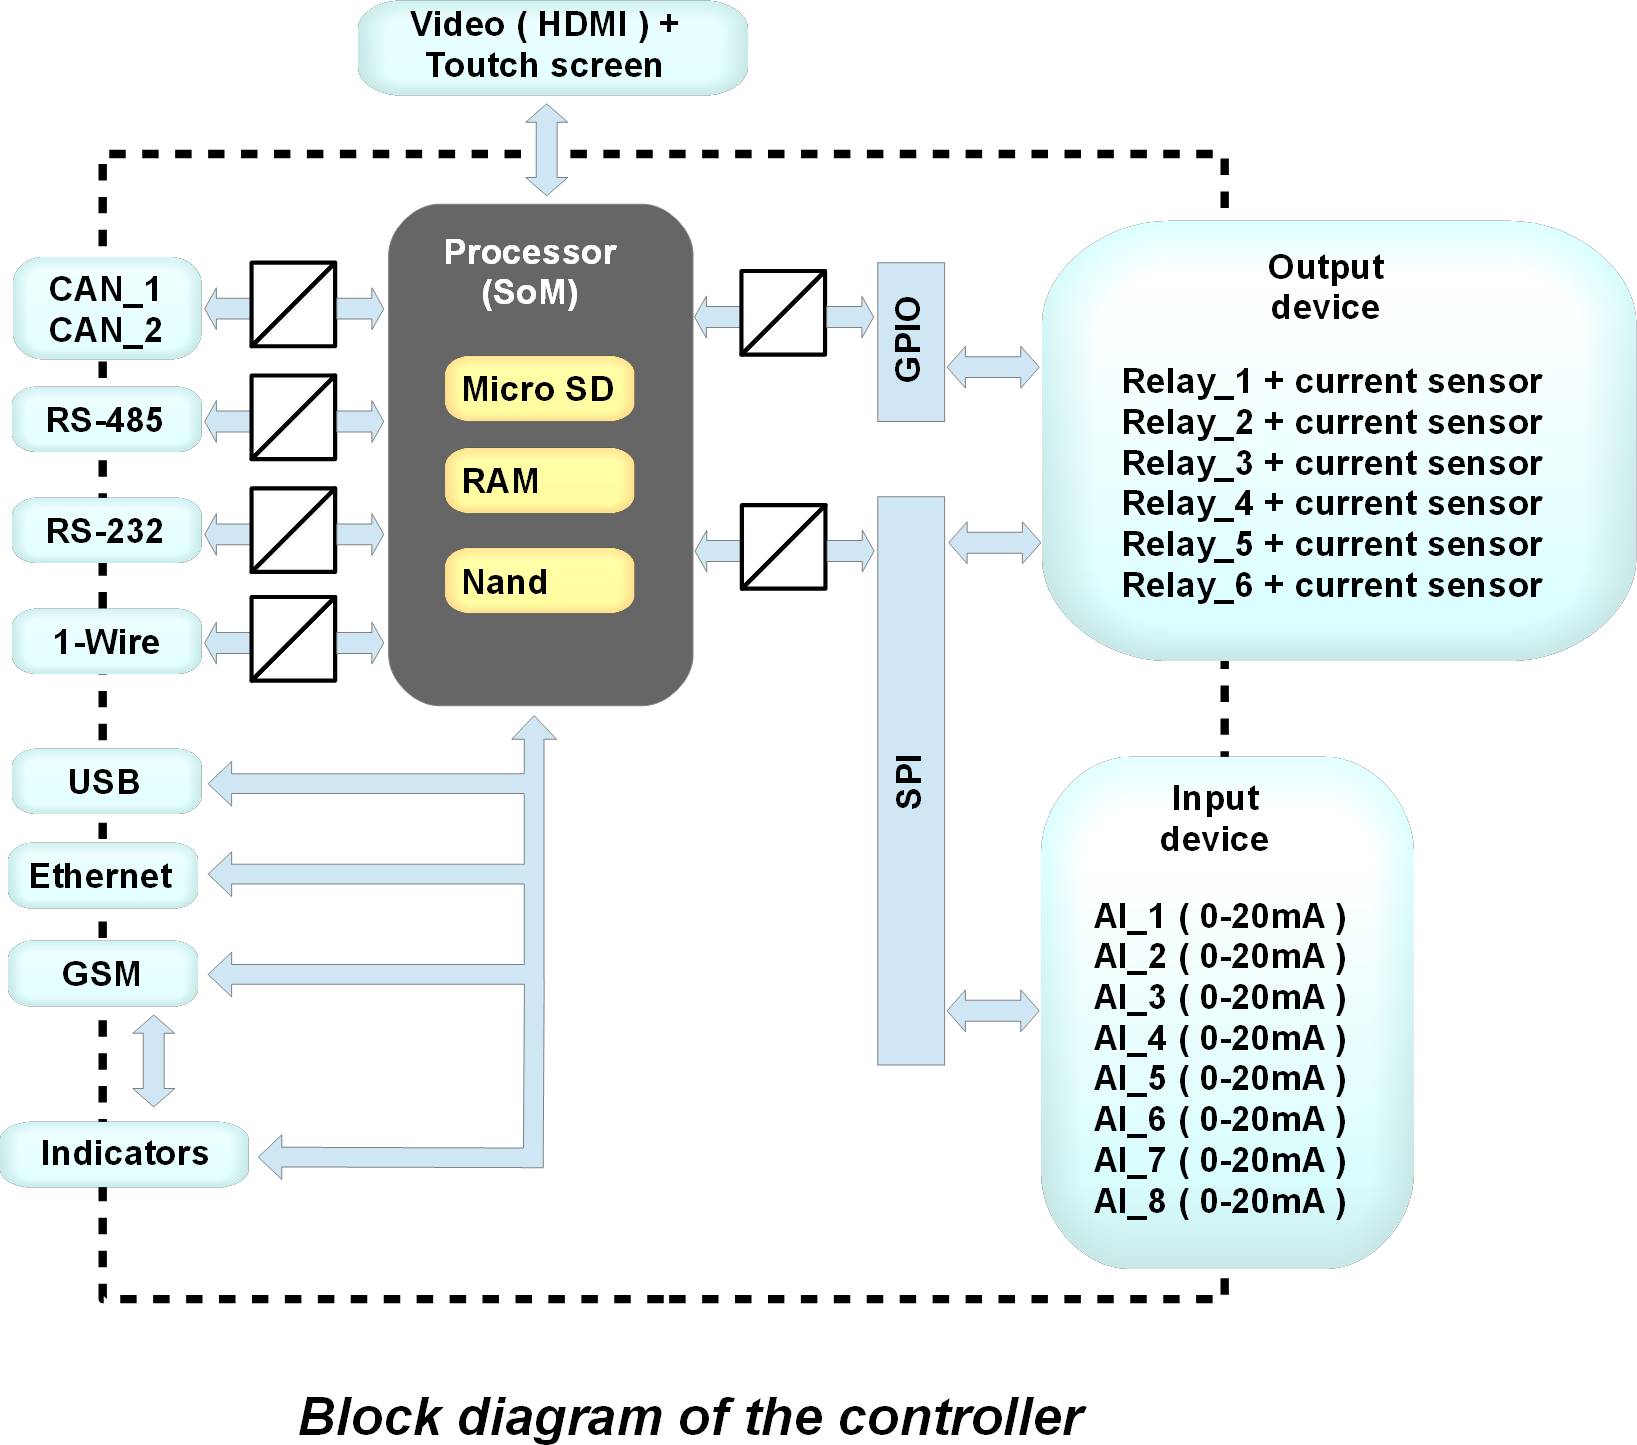 Video ( HDMI ) +
Toutch screen
Processor
(SoM)
Micro SD
RAM
Nand
CAN_1
CAN_2
RS-485
RS-232
1-Wire
USB
Ethernet
GSM
Indicators
GPIO
SPI
Output
device
Relay_1 + current sensor
Relay_2 + current sensor
Relay_3 + current sensor
Relay_4 + current sensor
Relay_5 + current sensor
Relay_6 + current sensor
Input
device
AI_1 ( 0-20mA )
AI_2 ( 0-20mA )
AI_3 ( 0-20mA )
AI_4 ( 0-20mA )
AI_5 ( 0-20mA )
AI_6 ( 0-20mA )
AI_7 ( 0-20mA )
AI_8 ( 0-20mA )
Block diagram of the controller